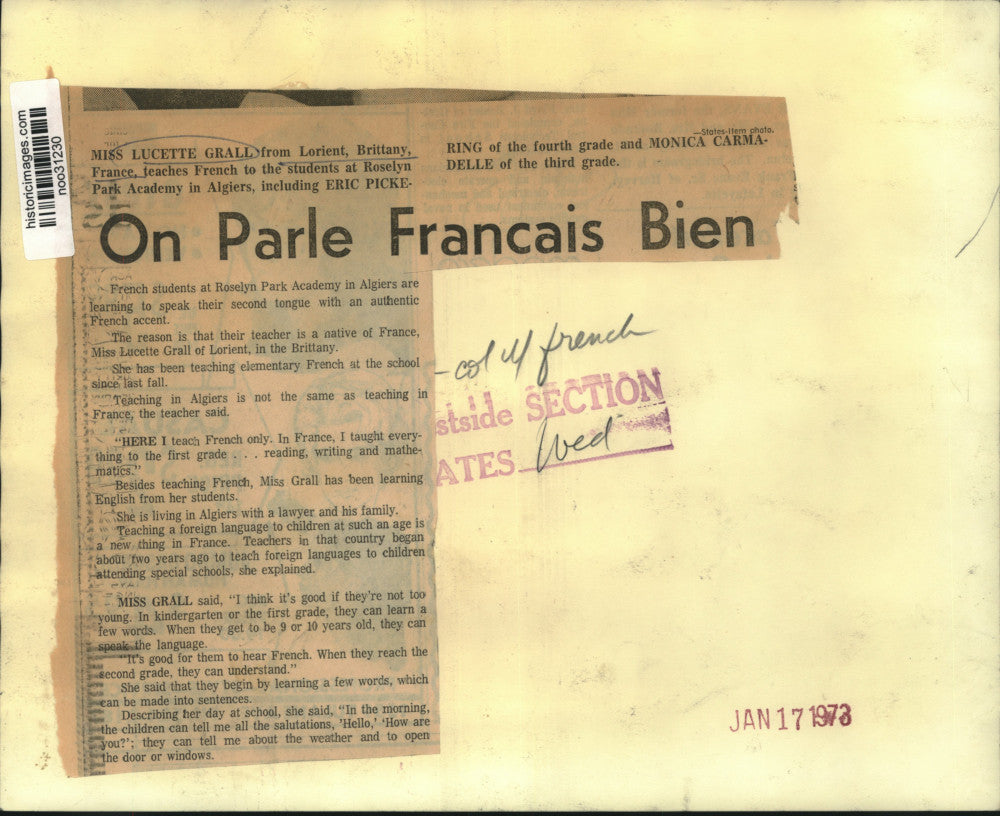 historicimages.com
noo31230
—States-Item photo.
MISS LUCETTE GRALL from Lorient, Brittany,
France, teaches French to the students at Roselyn
Park Academy in Algiers, including ERIC PICKE-
RING of the fourth grade and MONICA CARMA-
DELLE of the third grade.
On Parle Francais Bien
French students at Roselyn Park Academy in Algiers are
learning to speak their second tongue with an authentic
French accent.
The reason is that their teacher is a native of France,
Miss Lucette Grall of Lorient, in the Brittany.
She has been teaching elementary French at the school
since last fall.
Teaching in Algiers is not the same as teaching in
France, the teacher said.
"HERE I teach French only. In France, I taught every-
thing to the first grade . . . reading, writing and mathe-
matics."
Besides teaching French, Miss Grall has been learning
English from her students.
She is living in Algiers with a lawyer and his family.
Teaching a foreign language to children at such an age is
a new thing in France. Teachers in that country began
about two years ago to teach foreign languages to children
attending special schools, she explained.
MISS GRALL said, "I think it's good if they're not too
young. In kindergarten or the first grade, they can learn a
few words. When they get to be 9 or 10 years old, they can
speak the language.
"It's good for them to hear French. When they reach the
second grade, they can understand."
She said that they begin by learning a few words, which
can be made into sentences.
Describing her day at school, she said, "In the morning,
the children can tell me all the salutations, 'Hello,' 'How are
you?'; they can tell me about the weather and to open
the door or windows.
french
stside SECTION
ATES Wed
JAN 17 1973